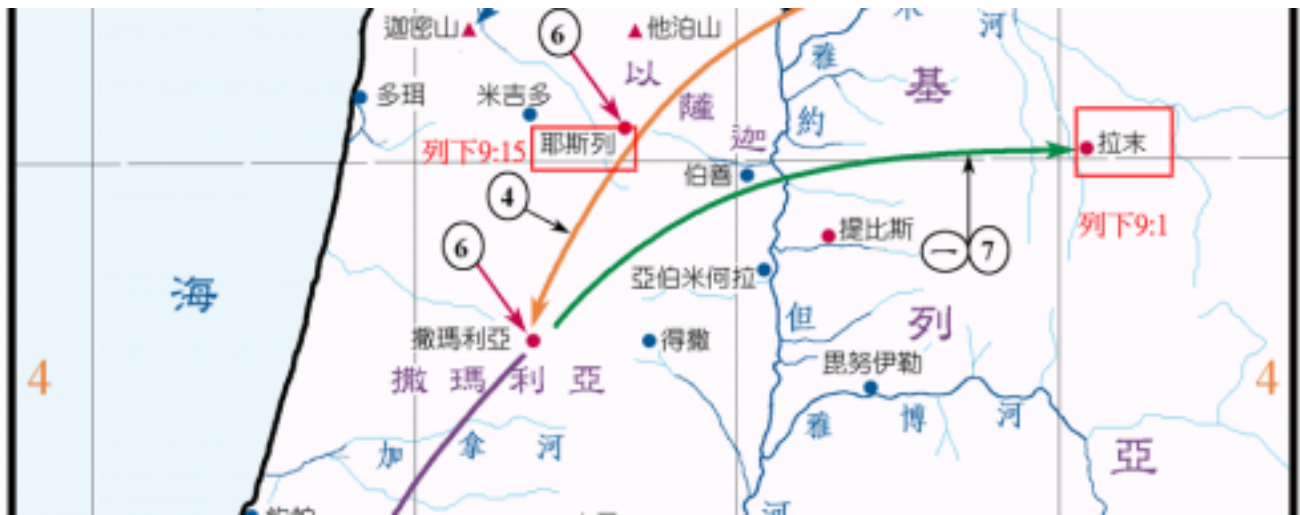 迦密山
6
他泊山
雅
河
以
基
多珥
米吉多
薩
約
列下9:15
耶斯列
迦
拉末
伯善
4
列下9:1
6
提比斯
一
7
海
亞伯米何拉
但
列
撒瑪利亞
得撒
毘努伊勒
4
撒瑪利亞
4
雅博河
加拿河
亞
河